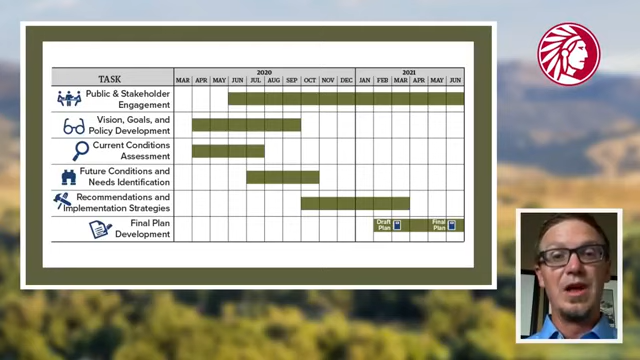 TASK
2020
2021
MAR APR MAY JUN JUL AUG SEP OCT NOV DEC JAN FEB MAR APR MAY JUN
Public & Stakeholder
Engagement
Vision, Goals, and
Policy Development
Current Conditions
Assessment
Future Conditions and
Needs Identification
Recommendations and
Implementation Strategies
Final Plan
Development
Draft
Plan
Final
Plan